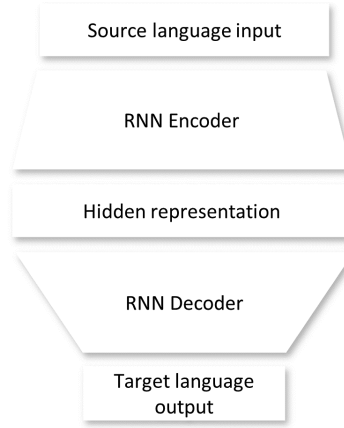 Source language input
RNN Encoder
Hidden representation
RNN Decoder
Target language
output